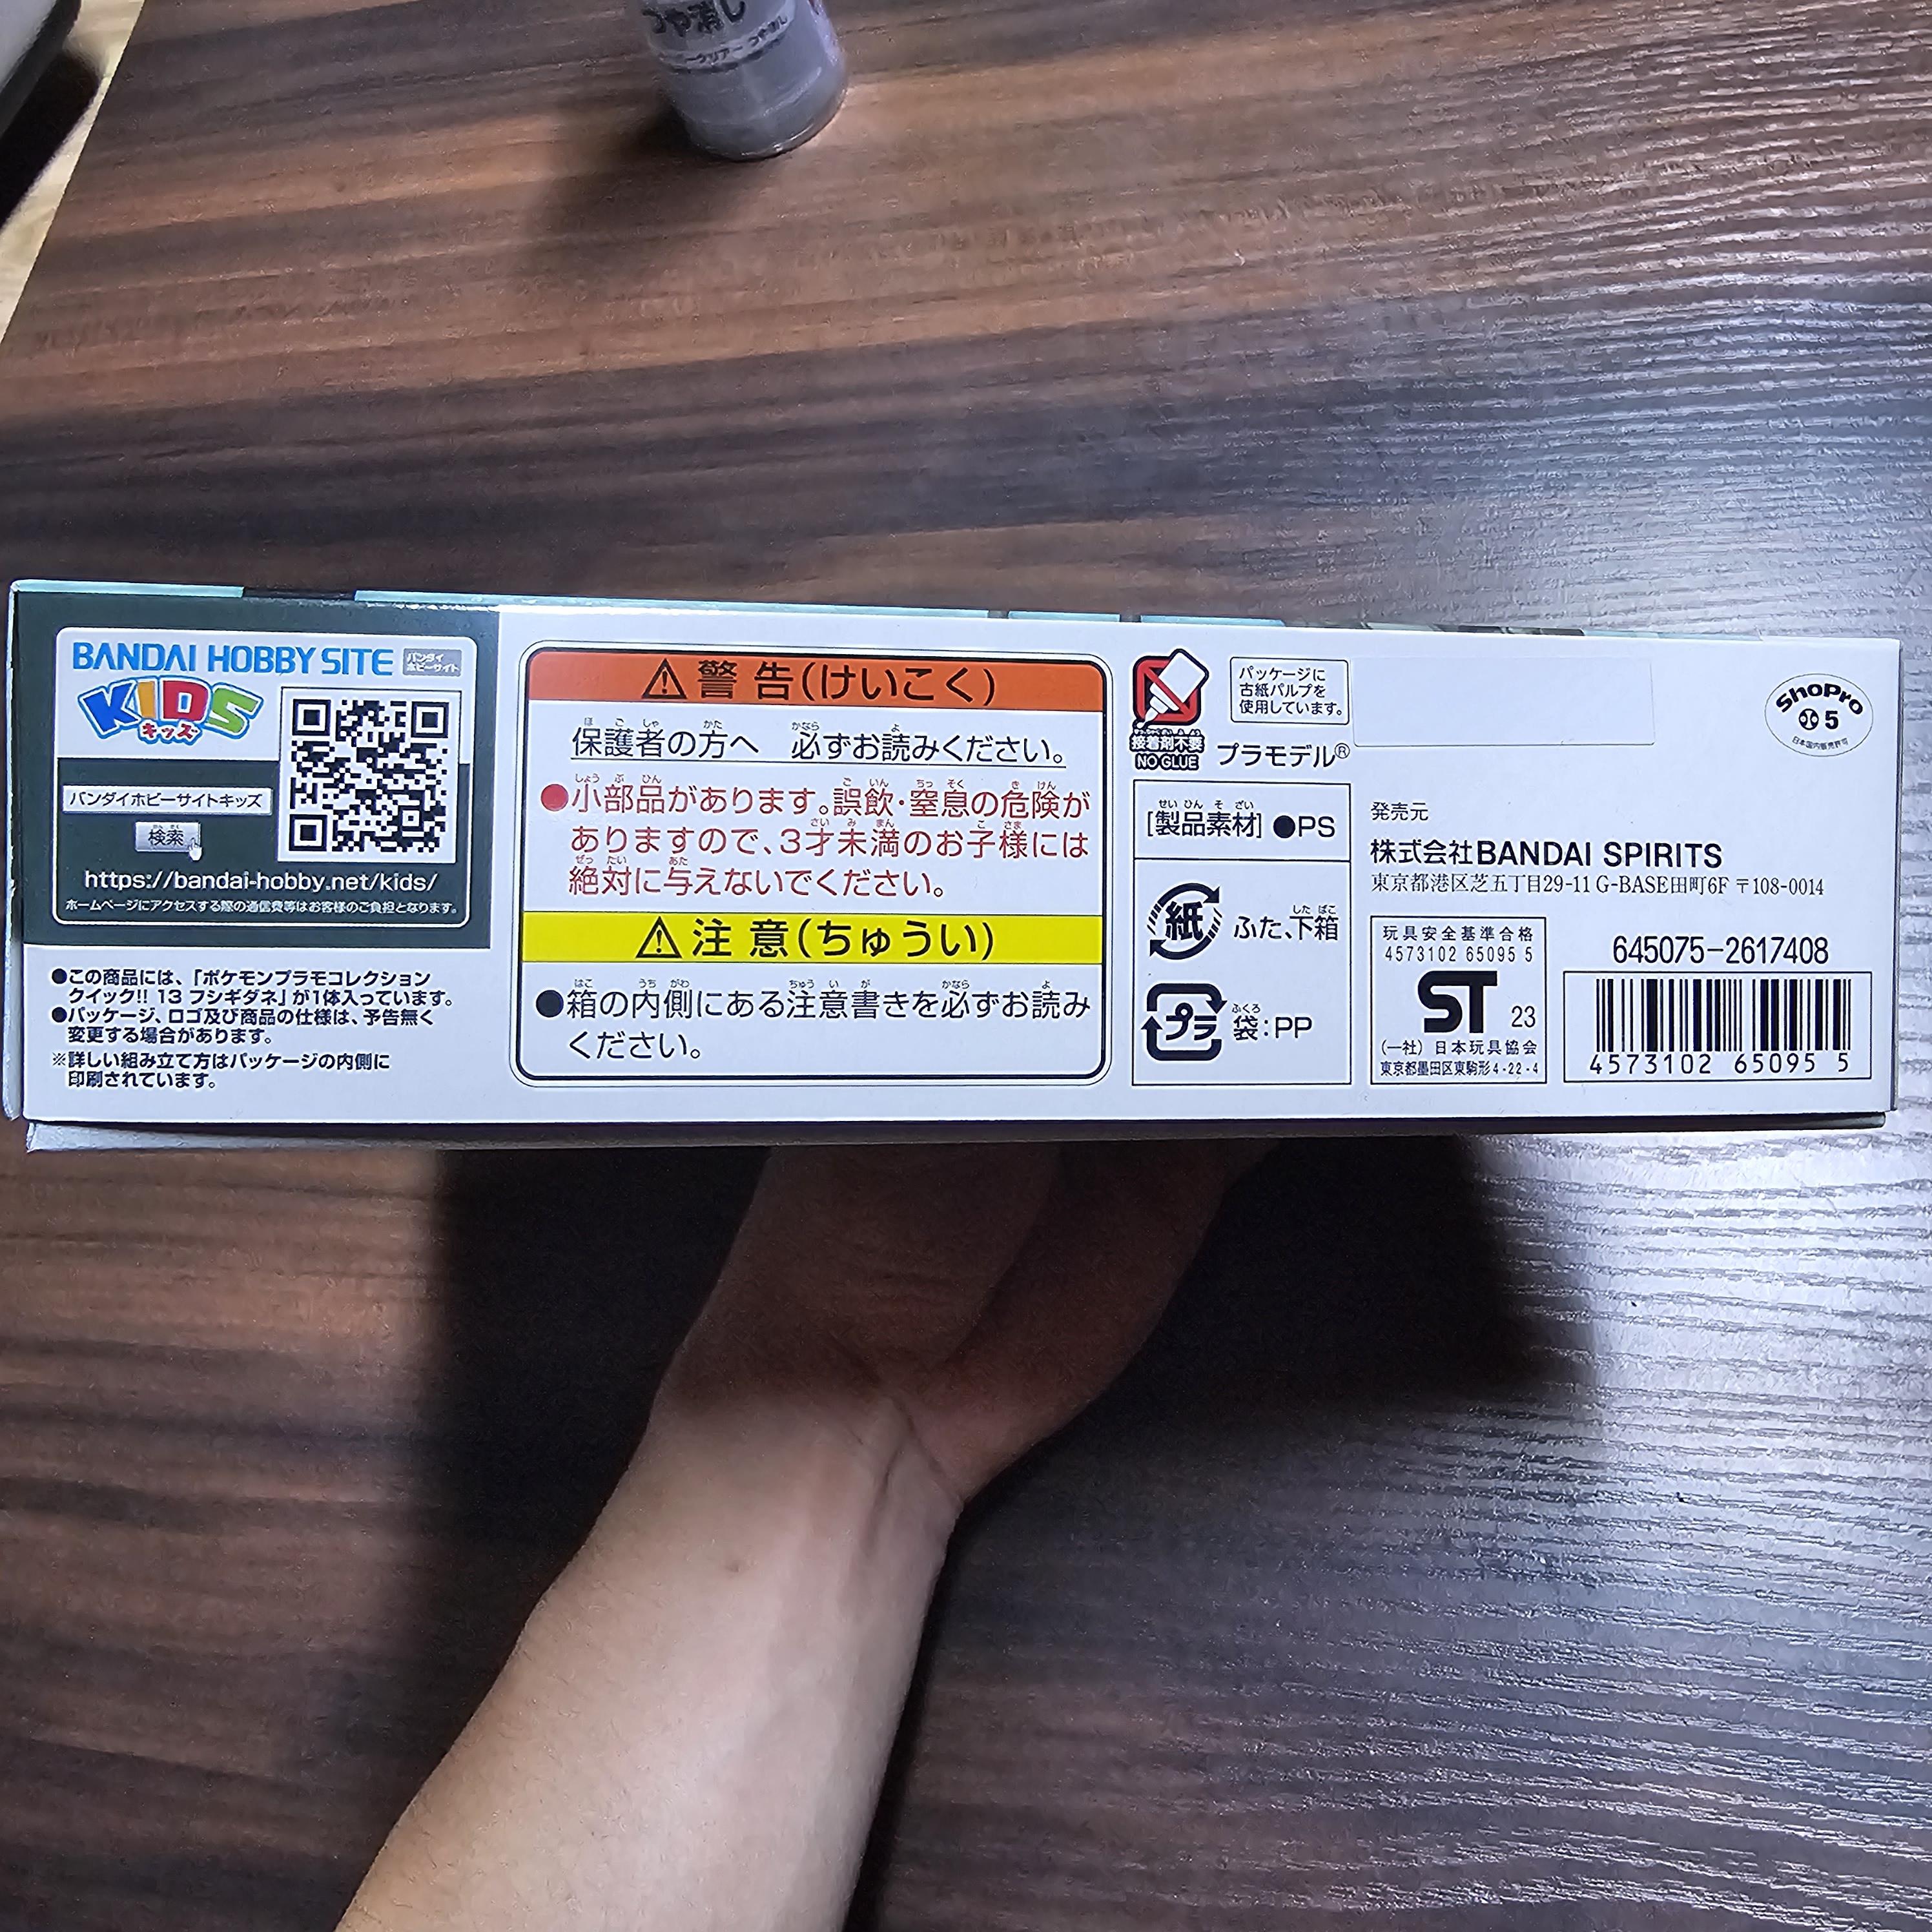 BANDAI HOBBY SITE
バンダイ
ホビーサイト
KIDS
キッズ
バンダイホビーサイトキッズ
検索
https://bandai-hobby.net/kids/
ホームページにアクセスする際の通信費等はお客様のご負担となります。
●この商品には、「ポケモンプラモコレクション
クイック!! 13 フシギダネ」が1体入っています。
●パッケージ、ロゴ及び商品の仕様は、予告無く
変更する場合があります。
※詳しい組み立て方はパッケージの内側に
印刷されています。
⚠警告(けいこく)
保護者の方へ 必ずお読みください。
●小部品があります。誤飲・窒息の危険が
ありますので、3才未満のお子様には
絶対に与えないでください。
⚠注意(ちゅうい)
●箱の内側にある注意書きを必ずお読み
ください。
接着剤不要
NO GLUE
パッケージに
古紙パルプを
使用しています。
プラモデル®
[製品素材] ●PS
紙 ふた、下箱
プラ 袋:PP
ShoPro
5
日本国内販売許可
発売元
株式会社BANDAI SPIRITS
東京都港区芝五丁目29-11 G-BASE田町6F 〒108-0014
玩具安全基準合格
4573102 65095 5
ST 23
(一社)日本玩具協会
東京都墨田区東駒形4-22-4
645075-2617408
4573102 65095 5